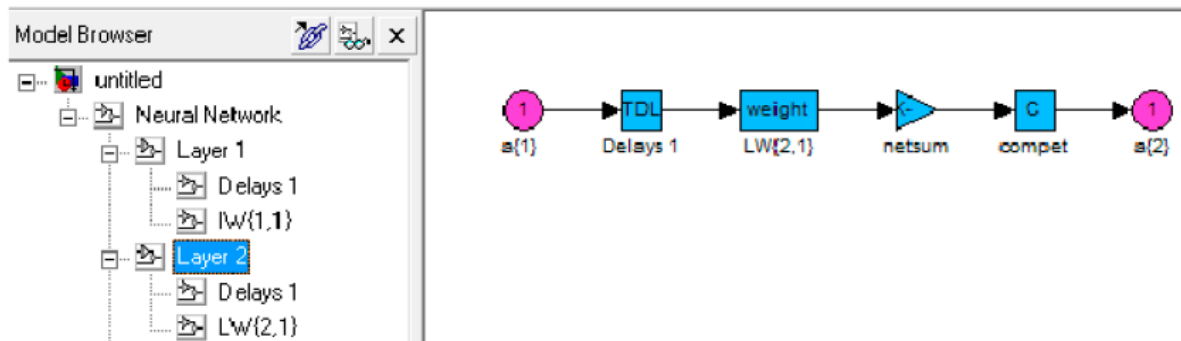 Model Browser
untitled
Neural Network
Layer 1
Delays 1
IW{1,1}
Layer 2
Delays 1
LW{2,1}
1 TDL weight <- C 1
a{1} Delays 1 LW{2,1} netsum compet a{2}